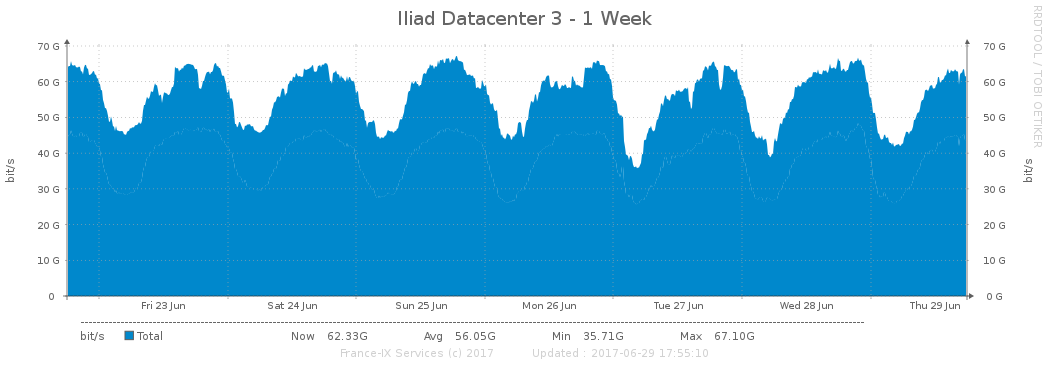 Iliad Datacenter 3 - 1 Week
RRDTOOL / TOBI OETIKER
bit/s
70 G
60 G
50 G
40 G
30 G
20 G
10 G
0
70 G
60 G
50 G
40 G
30 G
20 G
10 G
0 G
bit/s
Fri 23 Jun Sat 24 Jun Sun 25 Jun Mon 26 Jun Tue 27 Jun Wed 28 Jun Thu 29 Jun
bit/s Total Now 62.33G Avg 56.05G Min 35.71G Max 67.10G
France-IX Services (c) 2017 Updated : 2017-06-29 17:55:10